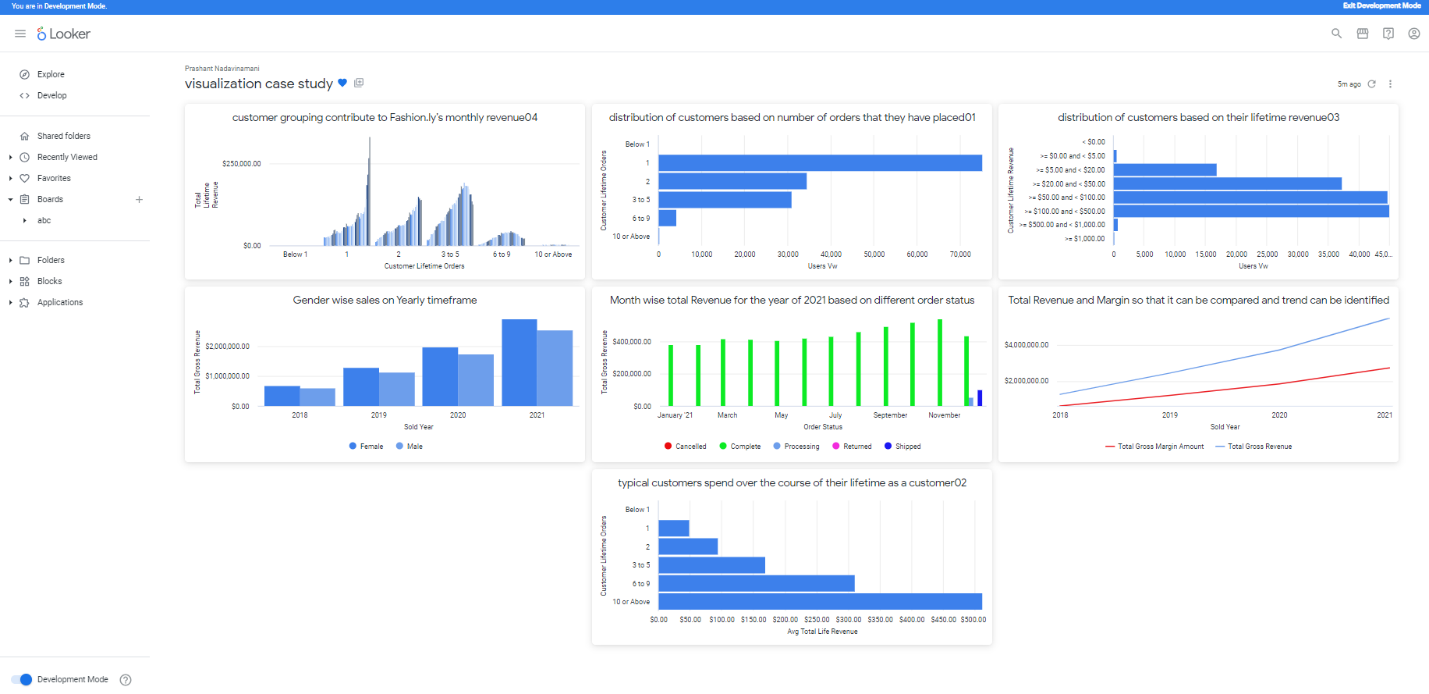 You are in Development Mode.
Exit Development Mode
Looker
Explore
Develop
Shared folders
Recently Viewed
Favorites
Boards
abc
Folders
Blocks
Applications
Development Mode
Prashant Nadavinamani
visualization case study
5m ago
customer grouping contribute to Fashion.ly's monthly revenue04
Total
Lifetime
Revenue
$250,000.00
$0.00
Below 1 1 2 3 to 5 6 to 9 10 or Above
Customer Lifetime Orders
distribution of customers based on number of orders that they have placed01
Customer Lifetime Orders
Below 1
1
2
3 to 5
6 to 9
10 or Above
0 10,000 20,000 30,000 40,000 50,000 60,000 70,000
Users Vw
distribution of customers based on their lifetime revenue03
Customer Lifetime Revenue
< $0.00
>= $0.00 and < $5.00
>= $5.00 and < $20.00
>= $20.00 and < $50.00
>= $50.00 and < $100.00
>= $100.00 and < $500.00
>= $500.00 and < $1,000.00
>= $1,000.00
0 5,000 10,000 15,000 20,000 25,000 30,000 35,000 40,000 45,0...
Users Vw
Gender wise sales on Yearly timeframe
Total Gross Revenue
$2,000,000.00
$1,000,000.00
$0.00
2018 2019 2020 2021
Sold Year
Female Male
Month wise total Revenue for the year of 2021 based on different order status
Total Gross Revenue
$400,000.00
$200,000.00
$0.00
January '21 March May July September November
Order Status
Cancelled Complete Processing Returned Shipped
Total Revenue and Margin so that it can be compared and trend can be identified
$4,000,000.00
$2,000,000.00
2018 2019 2020 2021
Sold Year
Total Gross Margin Amount Total Gross Revenue
typical customers spend over the course of their lifetime as a customer02
Customer Lifetime Orders
Below 1
1
2
3 to 5
6 to 9
10 or Above
$0.00 $50.00 $100.00 $150.00 $200.00 $250.00 $300.00 $350.00 $400.00 $450.00 $500.00
Avg Total Life Revenue